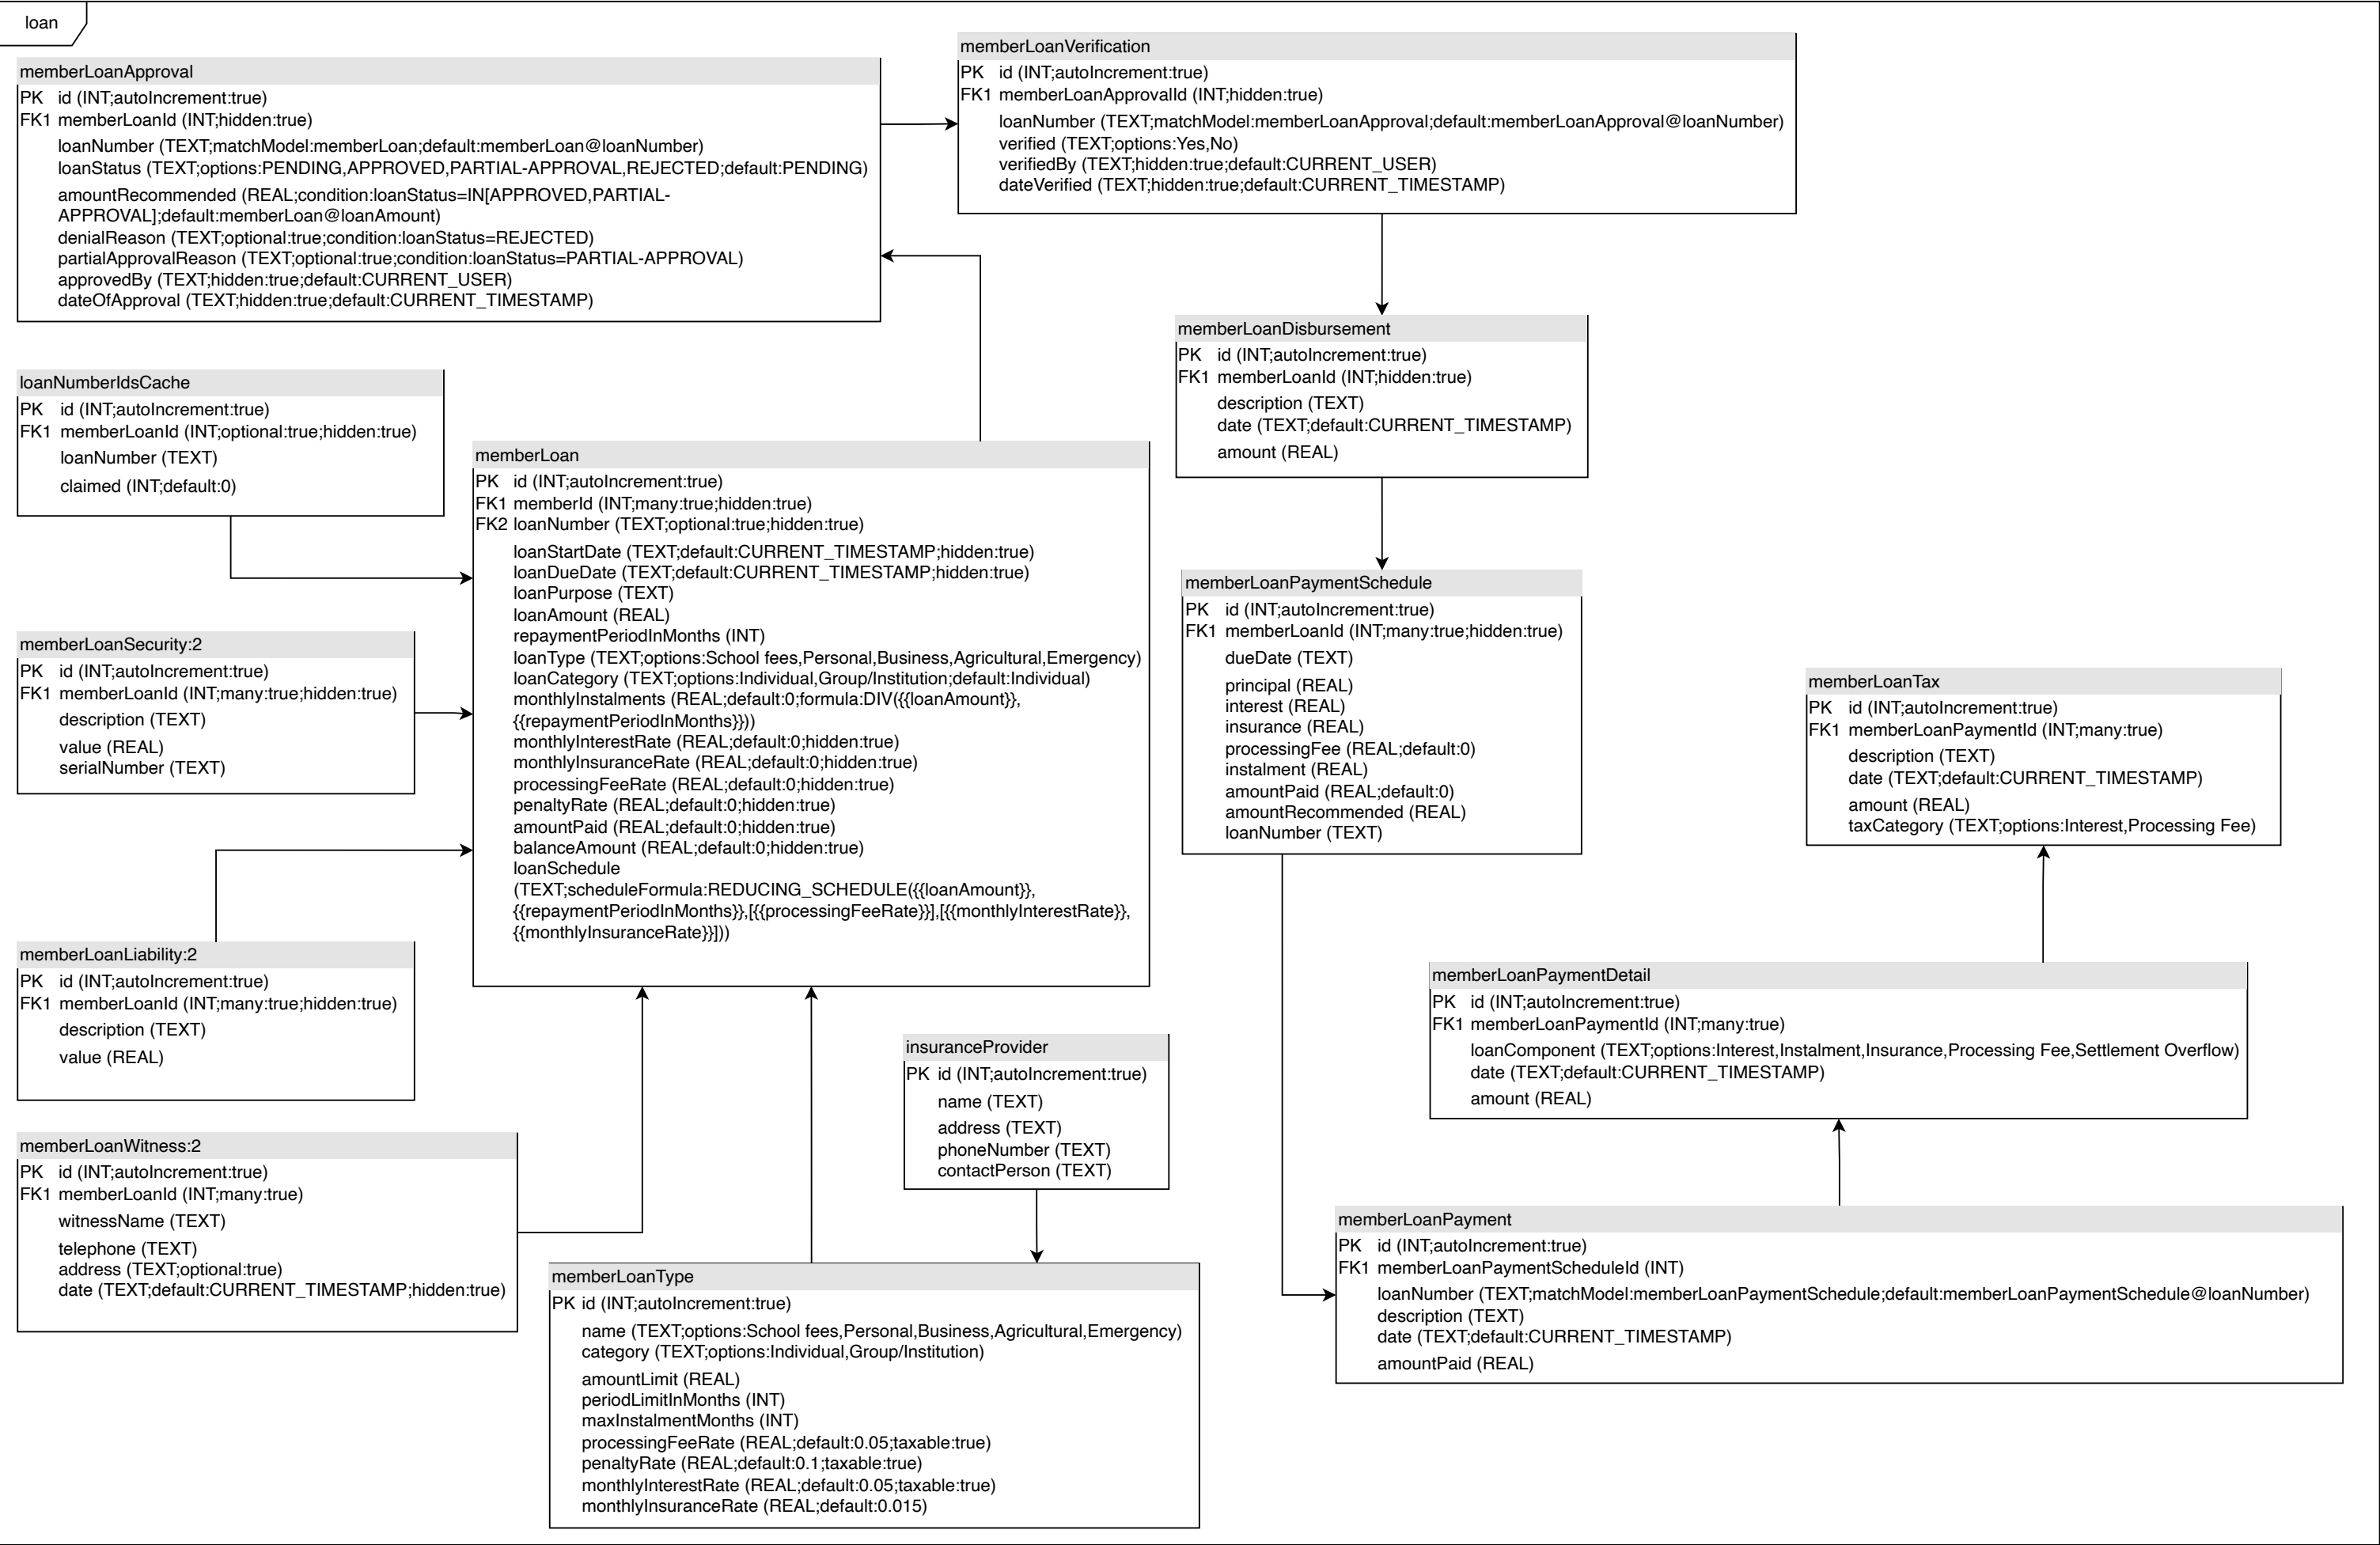 loan
memberLoanApproval
PK id (INT;autoIncrement:true)
FK1 memberLoanId (INT;hidden:true)
loanNumber (TEXT;matchModel:memberLoan;default:memberLoan@loanNumber)
loanStatus (TEXT;options:PENDING,APPROVED,PARTIAL-APPROVAL,REJECTED;default:PENDING)
amountRecommended (REAL;condition:loanStatus=IN[APPROVED,PARTIAL-
APPROVAL];default:memberLoan@loanAmount)
denialReason (TEXT;optional:true;condition:loanStatus=REJECTED)
partialApprovalReason (TEXT;optional:true;condition:loanStatus=PARTIAL-APPROVAL)
approvedBy (TEXT;hidden:true;default:CURRENT_USER)
dateOfApproval (TEXT;hidden:true;default:CURRENT_TIMESTAMP)
memberLoanVerification
PK id (INT;autoIncrement:true)
FK1 memberLoanApprovalId (INT;hidden:true)
loanNumber (TEXT;matchModel:memberLoanApproval;default:memberLoanApproval@loanNumber)
verified (TEXT;options:Yes,No)
verifiedBy (TEXT;hidden:true;default:CURRENT_USER)
dateVerified (TEXT;hidden:true;default:CURRENT_TIMESTAMP)
memberLoanDisbursement
PK id (INT;autoIncrement:true)
FK1 memberLoanId (INT;hidden:true)
description (TEXT)
date (TEXT;default:CURRENT_TIMESTAMP)
amount (REAL)
loanNumberIdsCache
PK id (INT;autoIncrement:true)
FK1 memberLoanId (INT;optional:true;hidden:true)
loanNumber (TEXT)
claimed (INT;default:0)
memberLoan
PK id (INT;autoIncrement:true)
FK1 memberId (INT;many:true;hidden:true)
FK2 loanNumber (TEXT;optional:true;hidden:true)
loanStartDate (TEXT;default:CURRENT_TIMESTAMP;hidden:true)
loanDueDate (TEXT;default:CURRENT_TIMESTAMP;hidden:true)
loanPurpose (TEXT)
loanAmount (REAL)
repaymentPeriodInMonths (INT)
loanType (TEXT;options:School fees,Personal,Business,Agricultural,Emergency)
loanCategory (TEXT;options:Individual,Group/Institution;default:Individual)
monthlyInstalments (REAL;default:0;formula:DIV({{loanAmount}},
{{repaymentPeriodInMonths}}))
monthlyInterestRate (REAL;default:0;hidden:true)
monthlyInsuranceRate (REAL;default:0;hidden:true)
processingFeeRate (REAL;default:0;hidden:true)
penaltyRate (REAL;default:0;hidden:true)
amountPaid (REAL;default:0;hidden:true)
balanceAmount (REAL;default:0;hidden:true)
loanSchedule
(TEXT;scheduleFormula:REDUCING_SCHEDULE({{loanAmount}},
{{repaymentPeriodInMonths}},[{{processingFeeRate}}],[{{monthlyInterestRate}},
{{monthlyInsuranceRate}}]))
memberLoanPaymentSchedule
PK id (INT;autoIncrement:true)
FK1 memberLoanId (INT;many:true;hidden:true)
dueDate (TEXT)
principal (REAL)
interest (REAL)
insurance (REAL)
processingFee (REAL;default:0)
instalment (REAL)
amountPaid (REAL;default:0)
amountRecommended (REAL)
loanNumber (TEXT)
memberLoanSecurity:2
PK id (INT;autoIncrement:true)
FK1 memberLoanId (INT;many:true;hidden:true)
description (TEXT)
value (REAL)
serialNumber (TEXT)
memberLoanTax
PK id (INT;autoIncrement:true)
FK1 memberLoanPaymentId (INT;many:true)
description (TEXT)
date (TEXT;default:CURRENT_TIMESTAMP)
amount (REAL)
taxCategory (TEXT;options:Interest,Processing Fee)
memberLoanLiability:2
PK id (INT;autoIncrement:true)
FK1 memberLoanId (INT;many:true;hidden:true)
description (TEXT)
value (REAL)
memberLoanPaymentDetail
PK id (INT;autoIncrement:true)
FK1 memberLoanPaymentId (INT;many:true)
loanComponent (TEXT;options:Interest,Instalment,Insurance,Processing Fee,Settlement Overflow)
date (TEXT;default:CURRENT_TIMESTAMP)
amount (REAL)
insuranceProvider
PK id (INT;autoIncrement:true)
name (TEXT)
address (TEXT)
phoneNumber (TEXT)
contactPerson (TEXT)
memberLoanWitness:2
PK id (INT;autoIncrement:true)
FK1 memberLoanId (INT;many:true)
witnessName (TEXT)
telephone (TEXT)
address (TEXT;optional:true)
date (TEXT;default:CURRENT_TIMESTAMP;hidden:true)
memberLoanPayment
PK id (INT;autoIncrement:true)
FK1 memberLoanPaymentScheduleId (INT)
loanNumber (TEXT;matchModel:memberLoanPaymentSchedule;default:memberLoanPaymentSchedule@loanNumber)
description (TEXT)
date (TEXT;default:CURRENT_TIMESTAMP)
amountPaid (REAL)
memberLoanType
PK id (INT;autoIncrement:true)
name (TEXT;options:School fees,Personal,Business,Agricultural,Emergency)
category (TEXT;options:Individual,Group/Institution)
amountLimit (REAL)
periodLimitInMonths (INT)
maxInstalmentMonths (INT)
processingFeeRate (REAL;default:0.05;taxable:true)
penaltyRate (REAL;default:0.1;taxable:true)
monthlyInterestRate (REAL;default:0.05;taxable:true)
monthlyInsuranceRate (REAL;default:0.015)